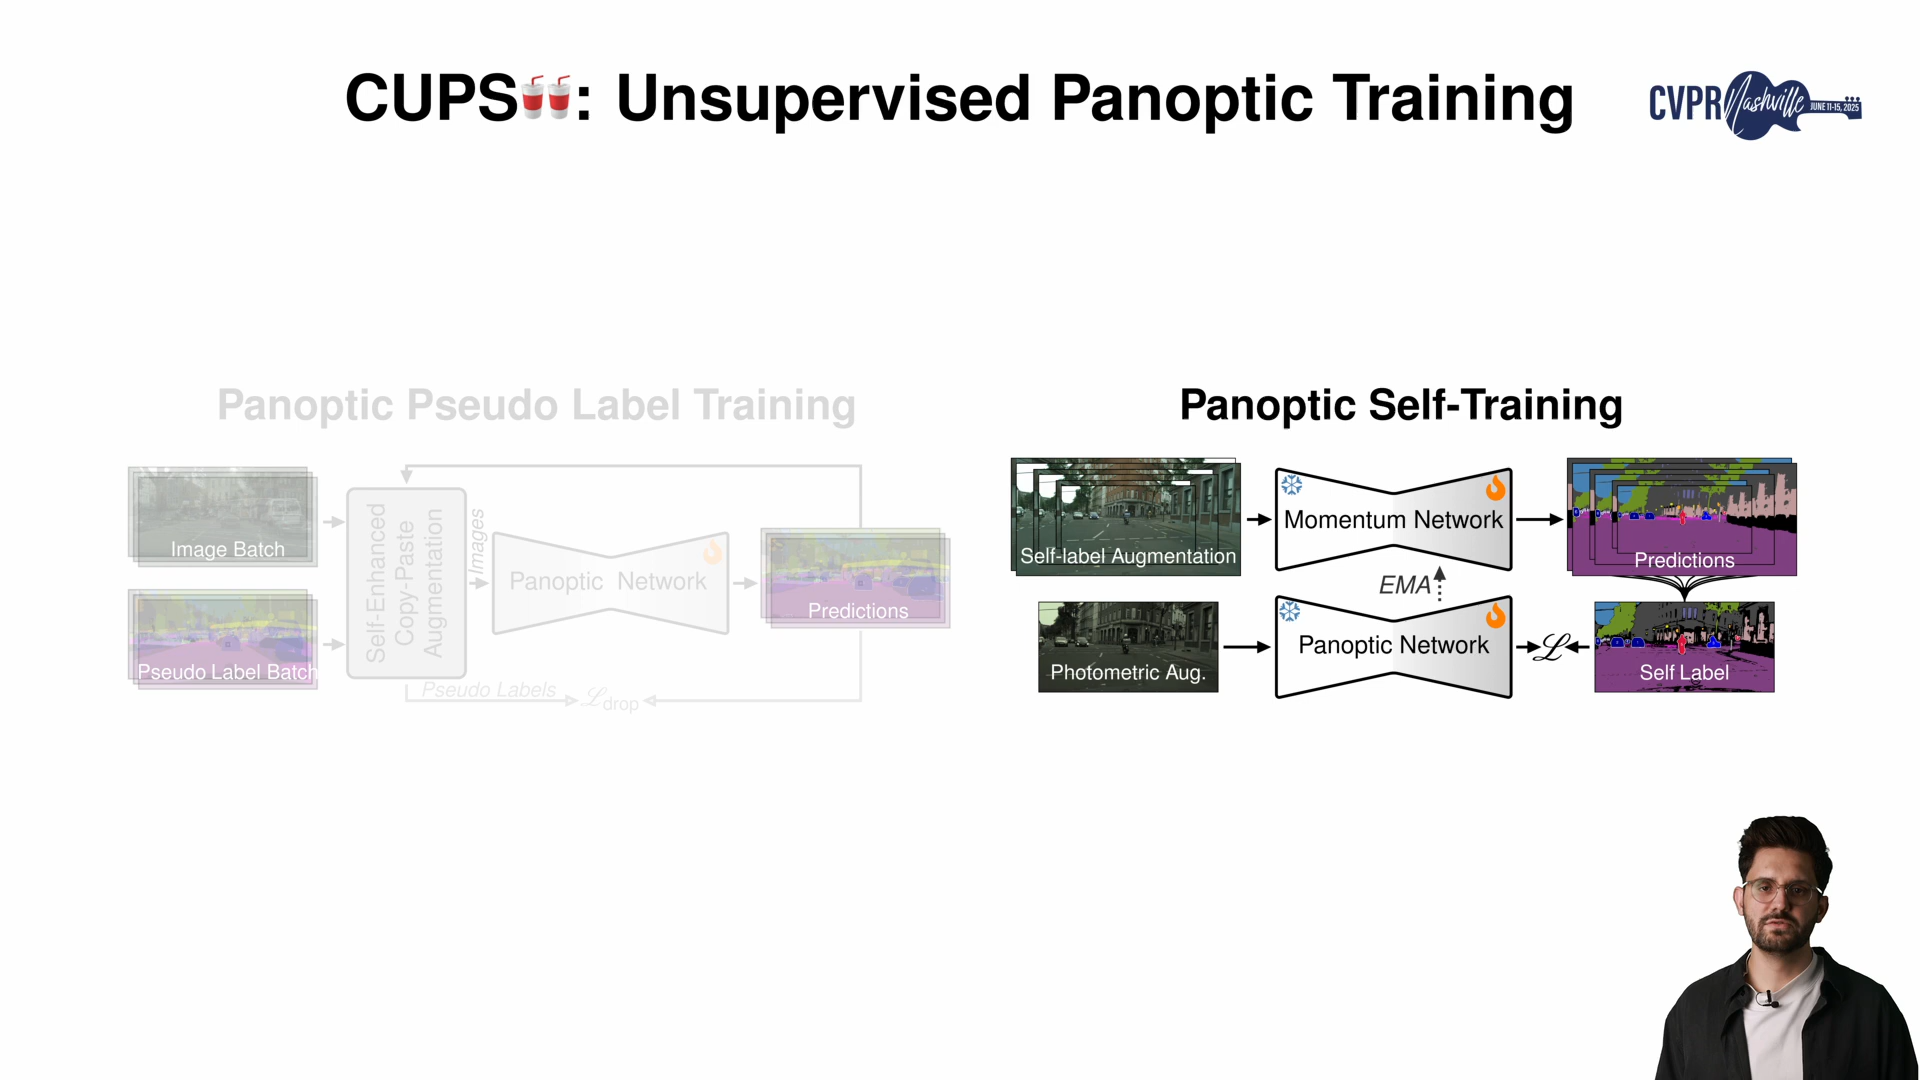 CUPS🥤🥤: Unsupervised Panoptic Training
CVPR Nashville JUNE 11-15, 2025
Panoptic Pseudo Label Training
Image Batch
Pseudo Label Batch
Self-Enhanced
Copy-Paste
Augmentation
Images
Panoptic Network
Predictions
Pseudo Labels
ℒdrop
Panoptic Self-Training
Self-label Augmentation
Momentum Network
Predictions
EMA
Photometric Aug.
Panoptic Network
ℒ
Self Label